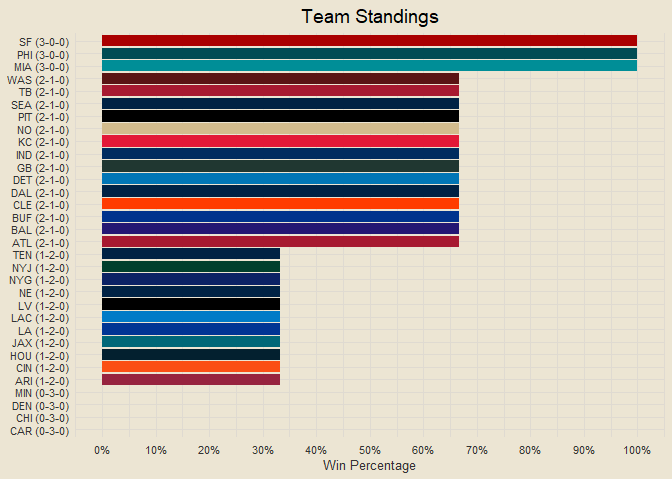 Team Standings
SF (3-0-0)
PHI (3-0-0)
MIA (3-0-0)
WAS (2-1-0)
TB (2-1-0)
SEA (2-1-0)
PIT (2-1-0)
NO (2-1-0)
KC (2-1-0)
IND (2-1-0)
GB (2-1-0)
DET (2-1-0)
DAL (2-1-0)
CLE (2-1-0)
BUF (2-1-0)
BAL (2-1-0)
ATL (2-1-0)
TEN (1-2-0)
NYJ (1-2-0)
NYG (1-2-0)
NE (1-2-0)
LV (1-2-0)
LAC (1-2-0)
LA (1-2-0)
JAX (1-2-0)
HOU (1-2-0)
CIN (1-2-0)
ARI (1-2-0)
MIN (0-3-0)
DEN (0-3-0)
CHI (0-3-0)
CAR (0-3-0)
0% 10% 20% 30% 40% 50% 60% 70% 80% 90% 100%
Win Percentage